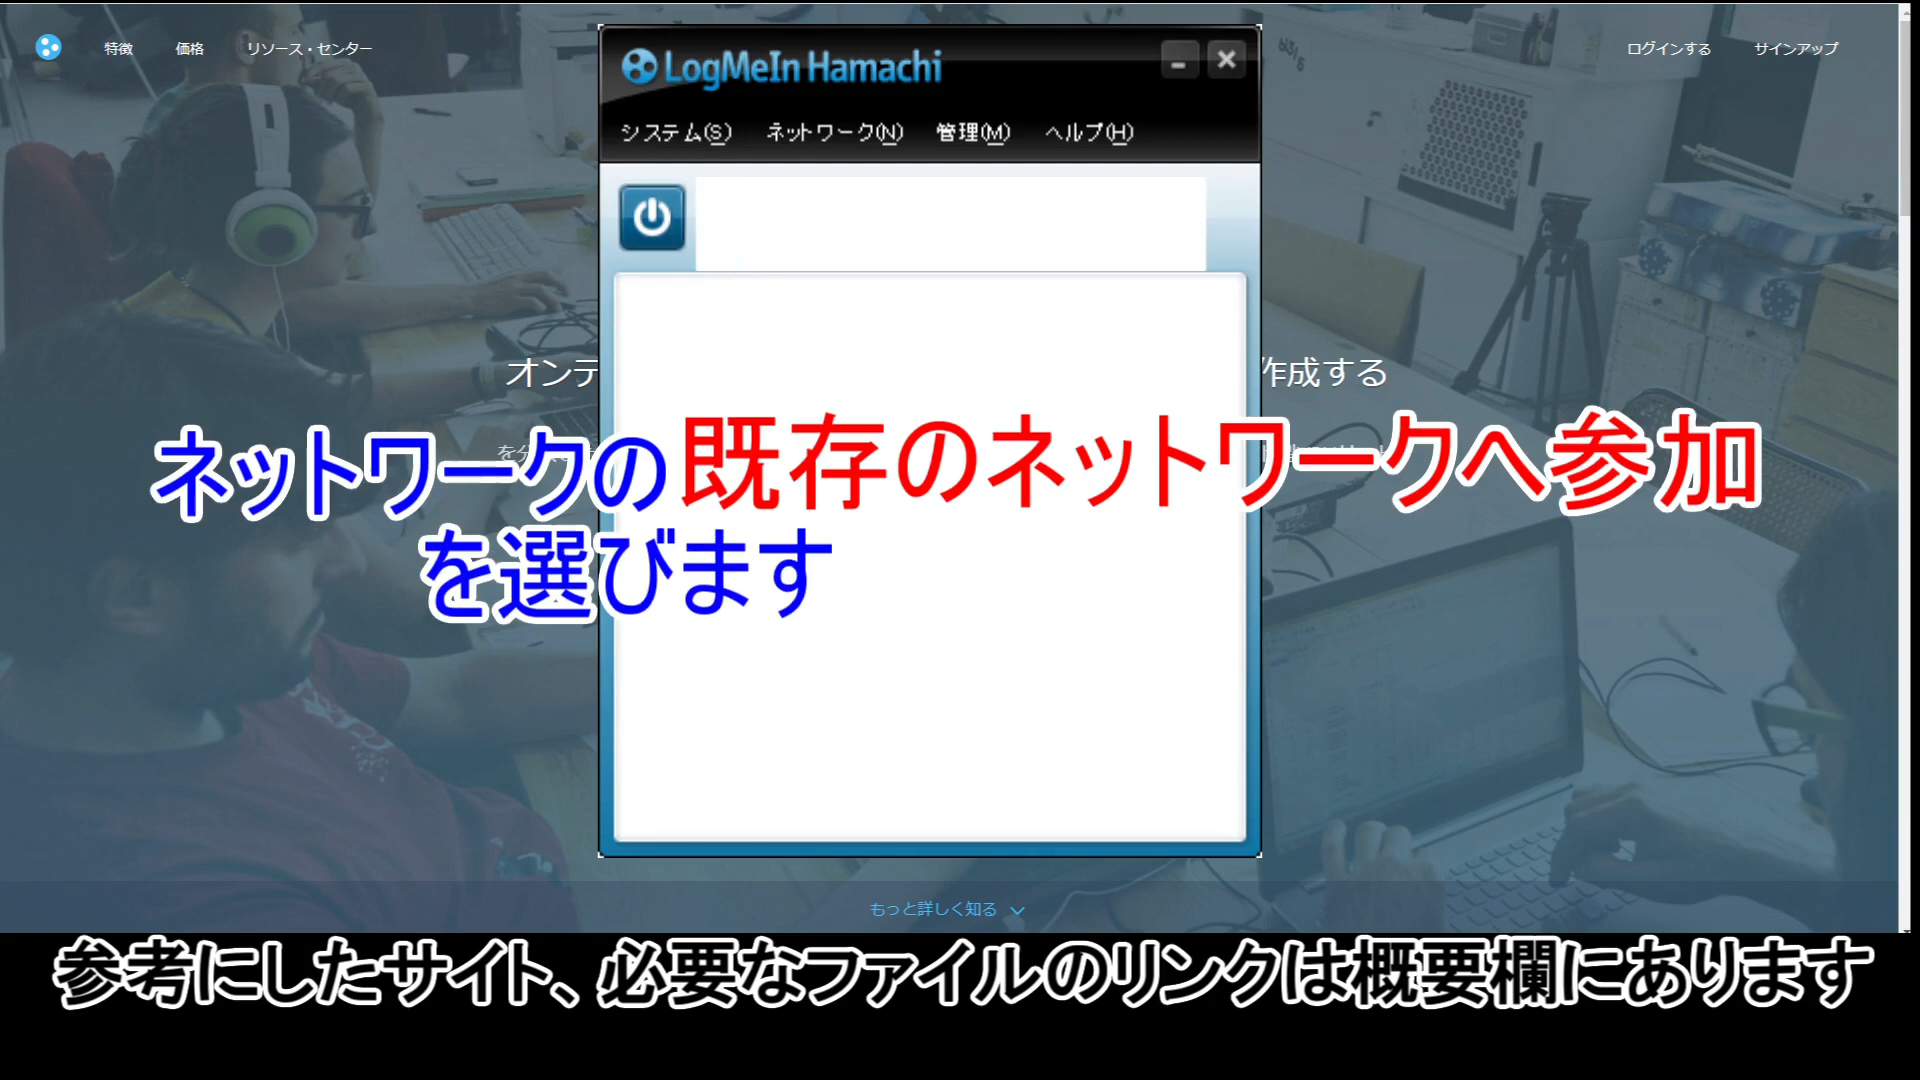 特徴 価格 リソース・センター ログインする サインアップ
LogMeIn Hamachi
システム(S) ネットワーク(N) 管理(M) ヘルプ(H)
オンデ 作成する
ネットワークの既存のネットワークへ参加
を選びます
もっと詳しく知る
参考にしたサイト、必要なファイルのリンクは概要欄にあります